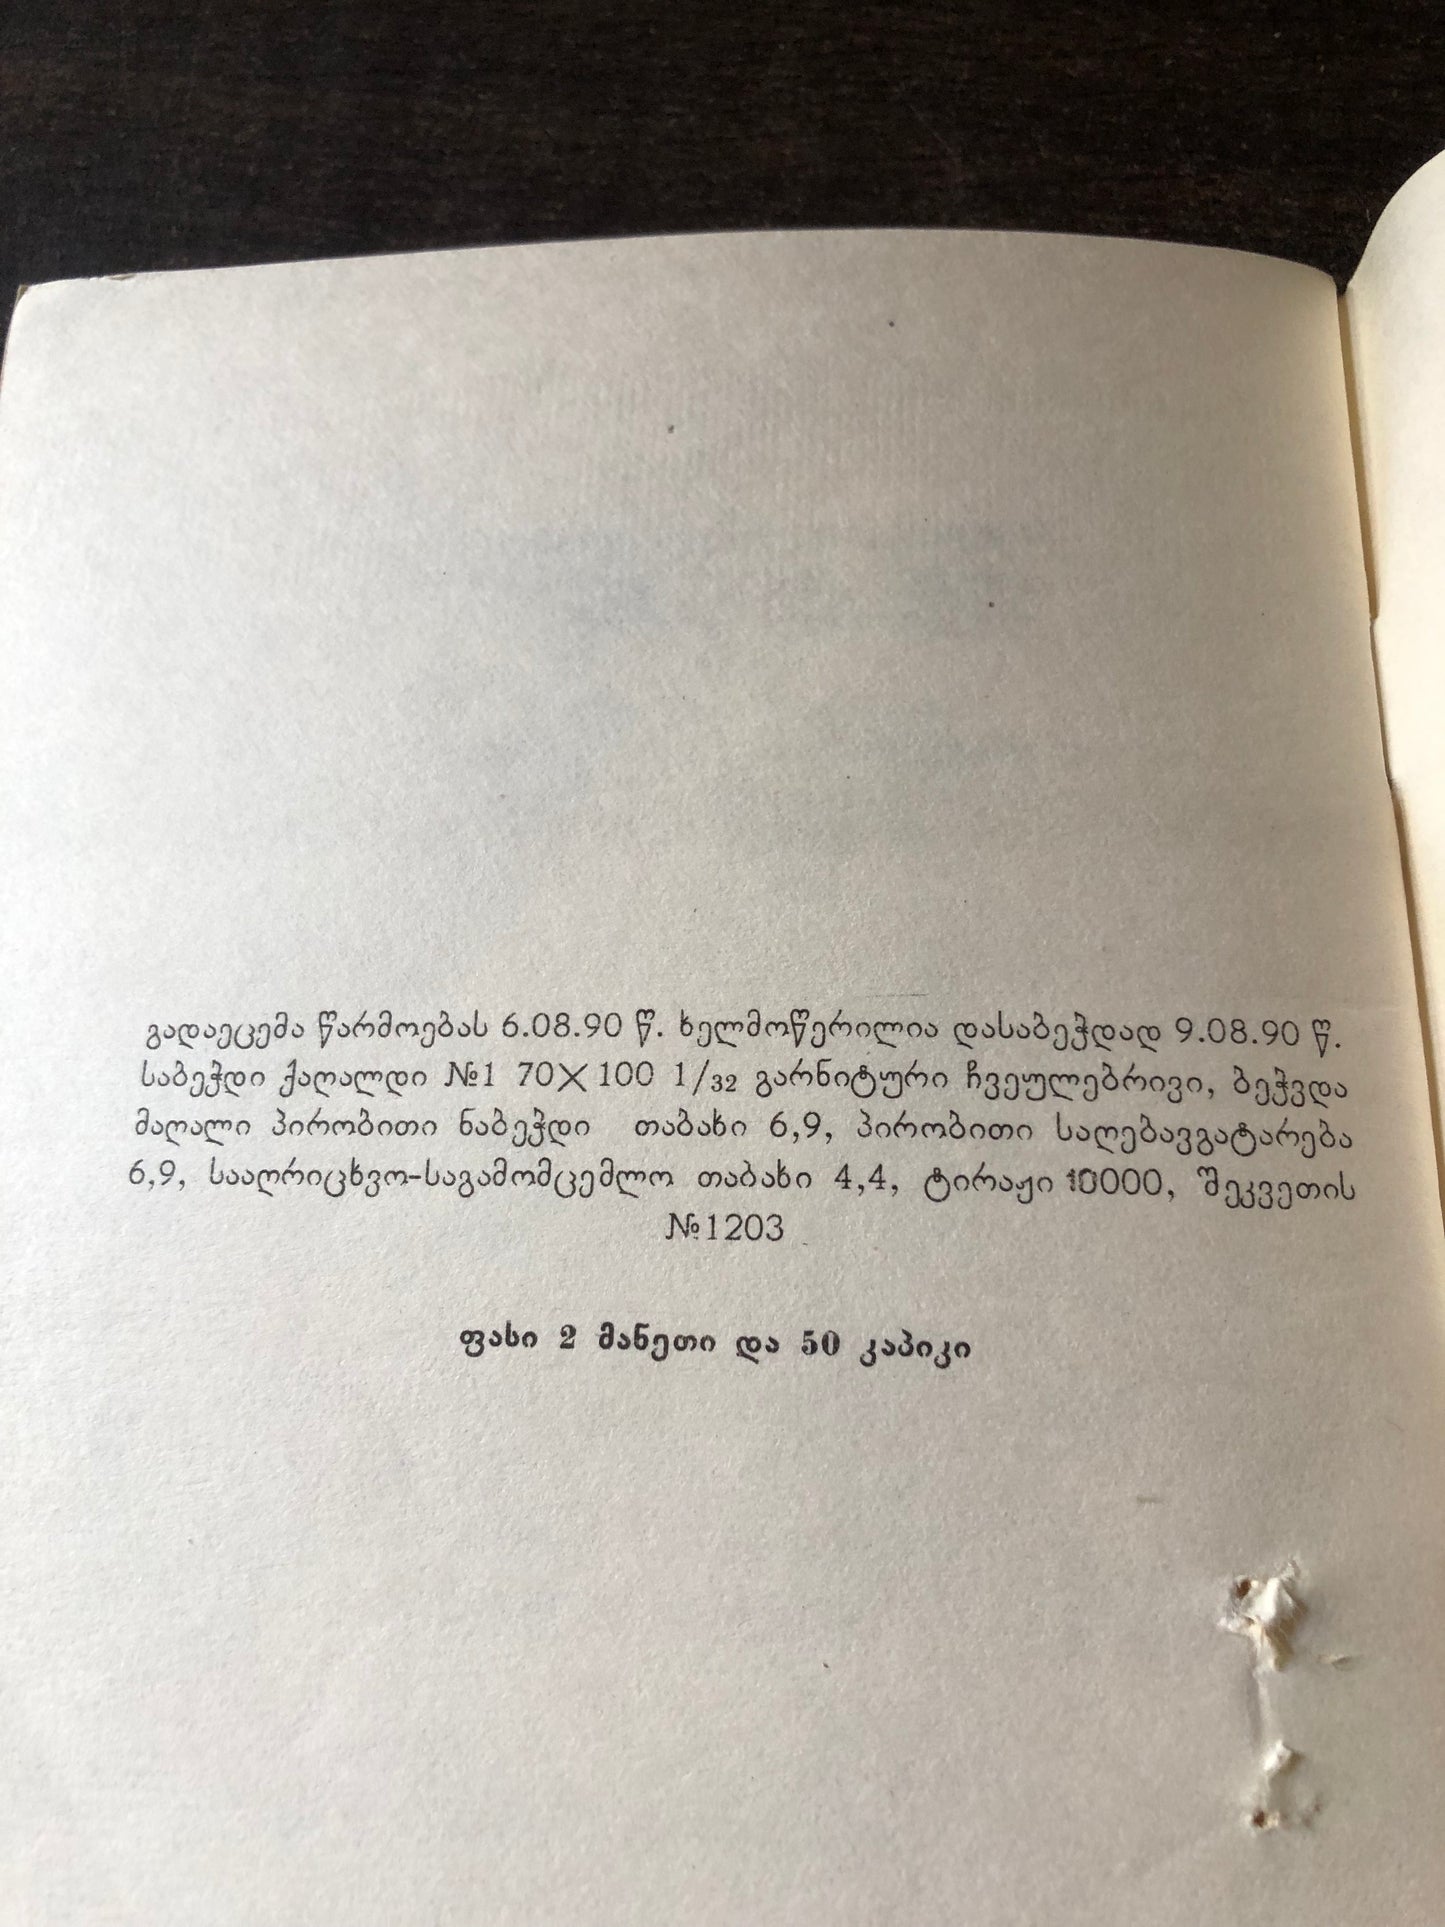 გადაეცემა წარმოებას 6.08.90 წ. ხელმოწერილია დასაბეჭდად 9.08.90 წ.
საბეჭდი ქაღალდი №1 70×100 1/32 გარნიტური ჩვეულებრივი, ბეჭვდა
მაღალი პირობითი ნაბეჭდი თაბახი 6,9, პირობითი საღებავგატარება
6,9, სააღრიცხვო-საგამომცემლო თაბახი 4,4, ტირაჟი 10000, შეკვეთის
№1203
ფასი 2 მანეთი და 50 კაპიკი